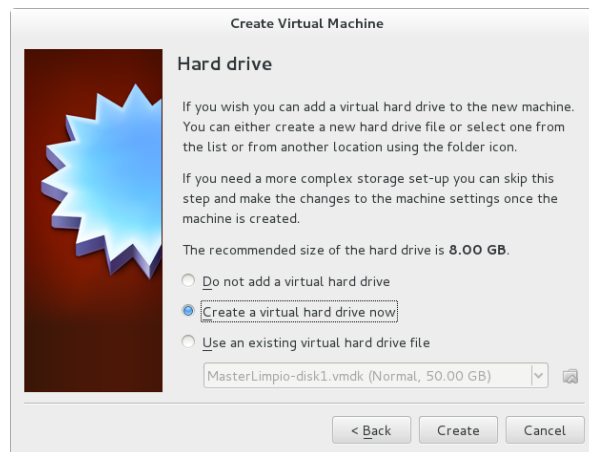 Create Virtual Machine
Hard drive
If you wish you can add a virtual hard drive to the new machine.
You can either create a new hard drive file or select one from
the list or from another location using the folder icon.
If you need a more complex storage set-up you can skip this
step and make the changes to the machine settings once the
machine is created.
The recommended size of the hard drive is 8.00 GB.
Do not add a virtual hard drive
Create a virtual hard drive now
Use an existing virtual hard drive file
MasterLimpio-disk1.vmdk (Normal, 50.00 GB)
< Back
Create
Cancel